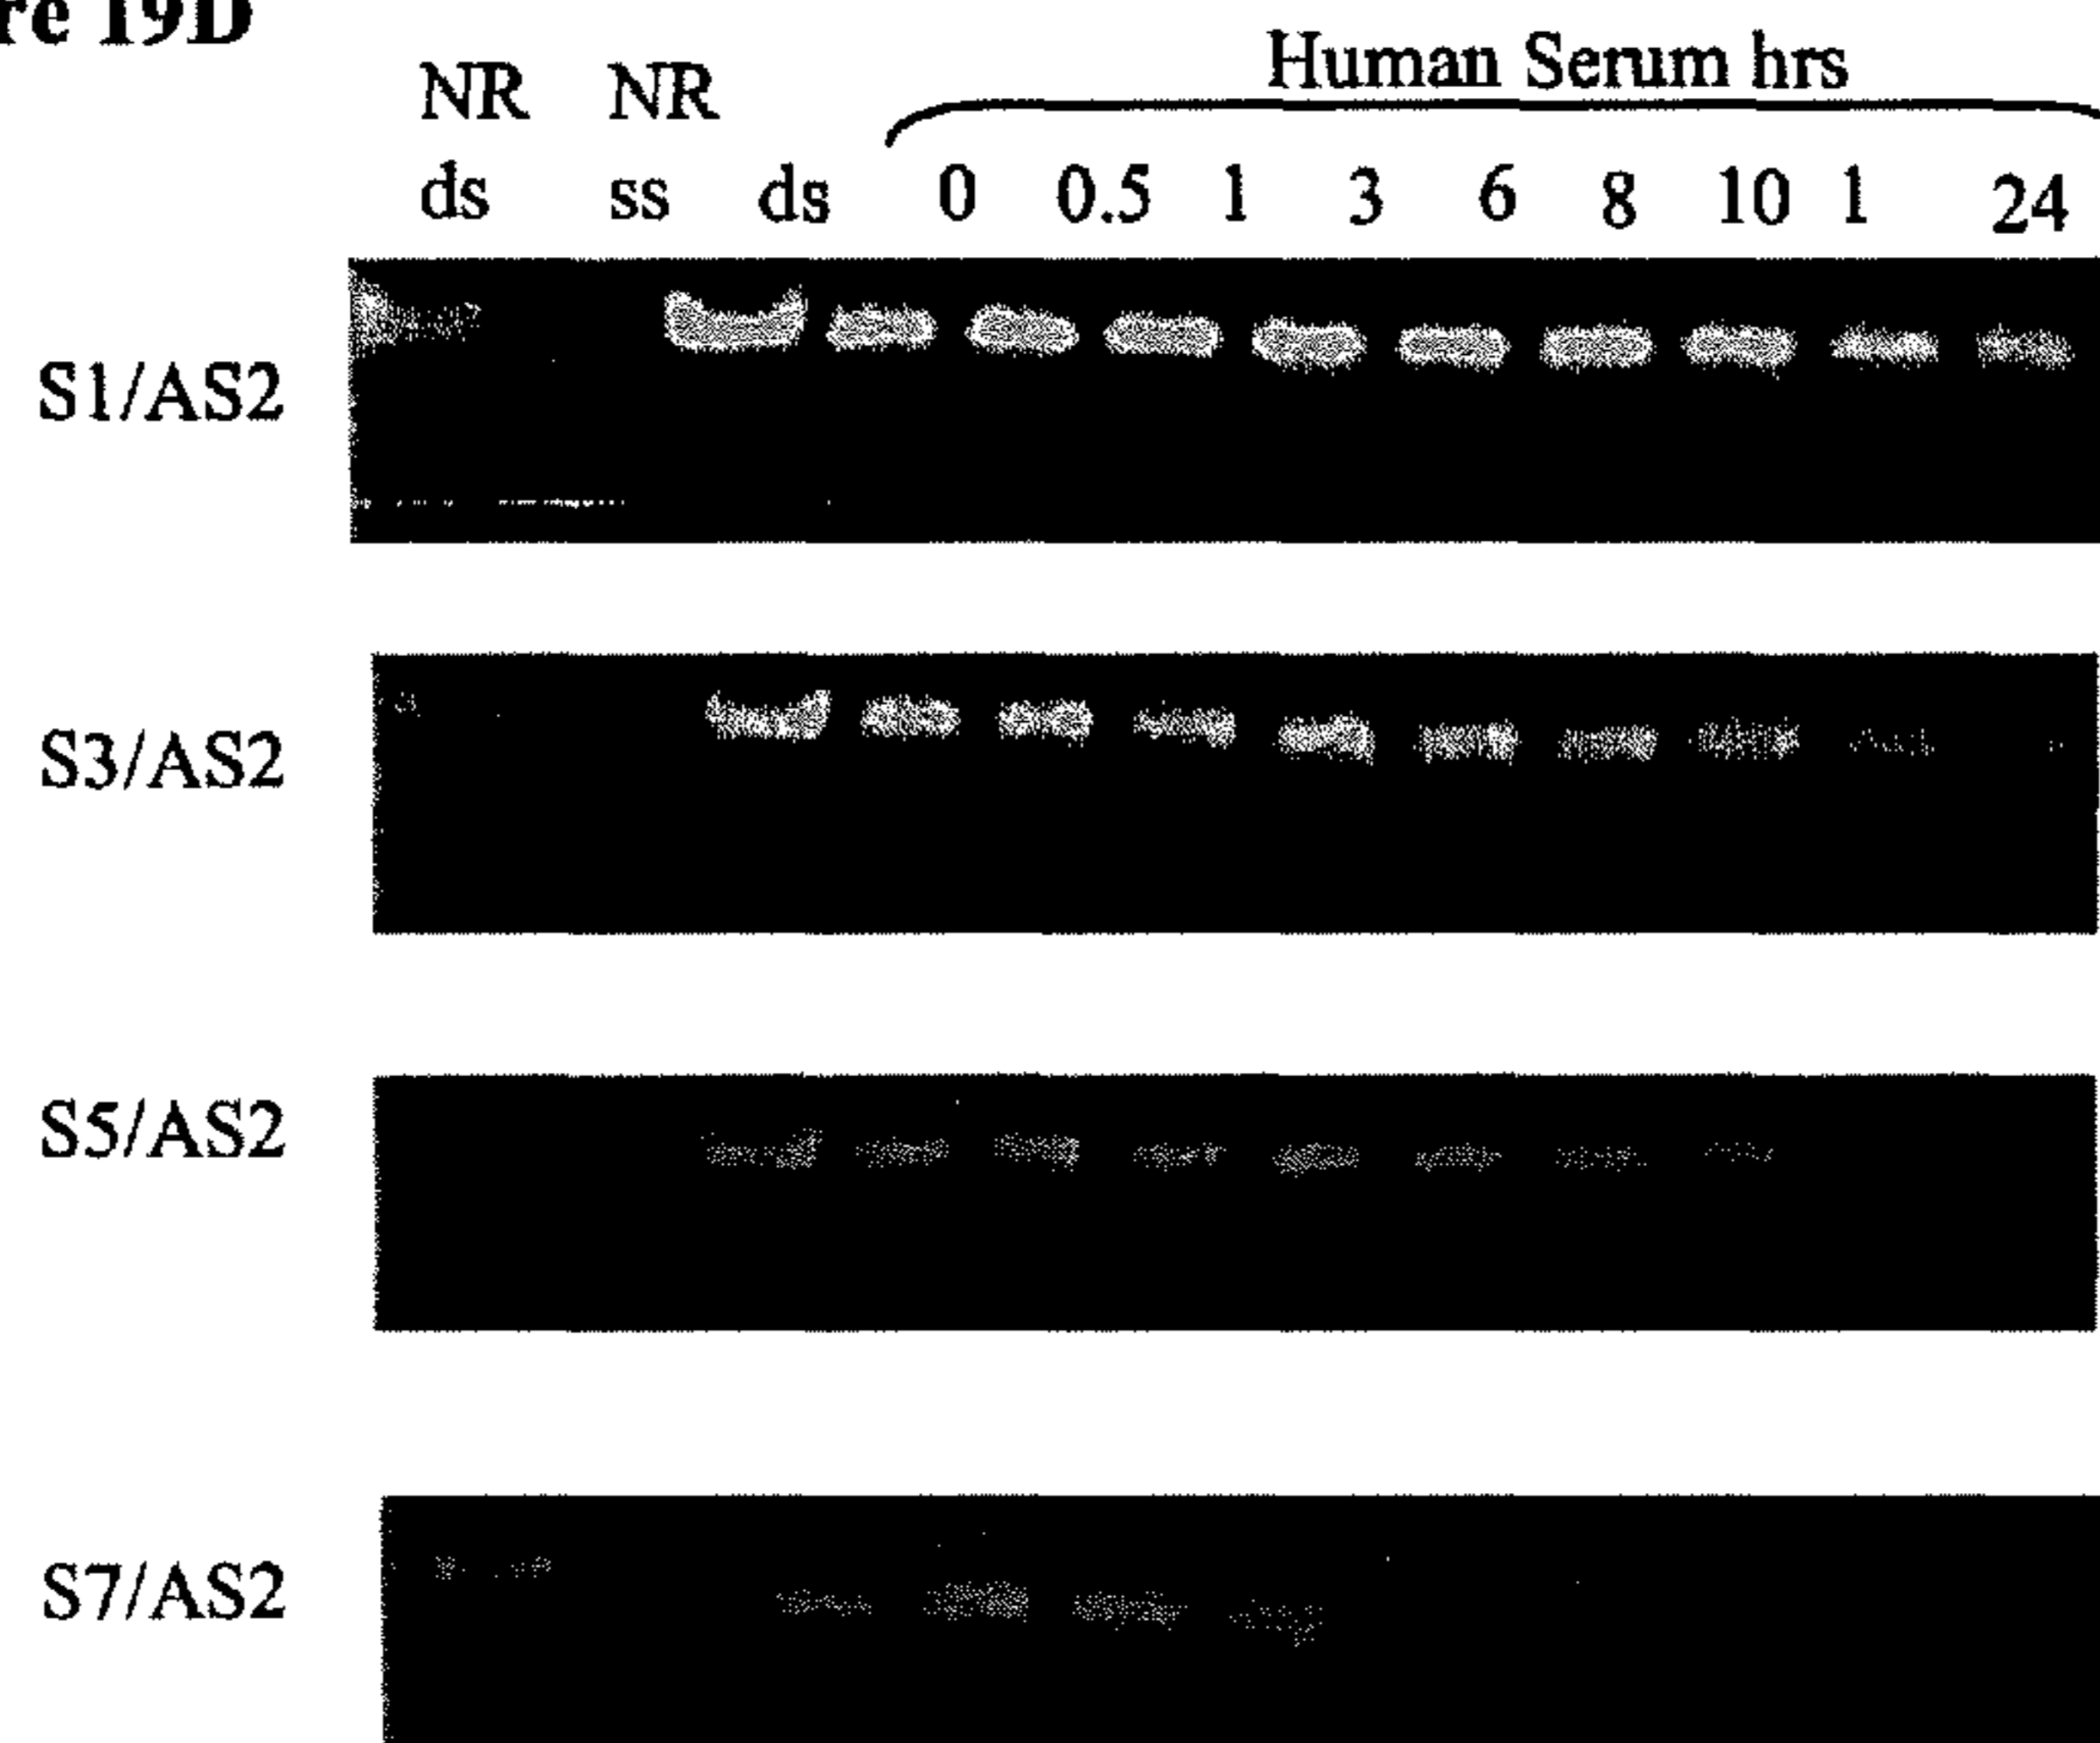 re 19D
Human Serum hrs
NR NR
ds ss ds 0 0.5 1 3 6 8 10 1 24
S1/AS2
S3/AS2
S5/AS2
S7/AS2